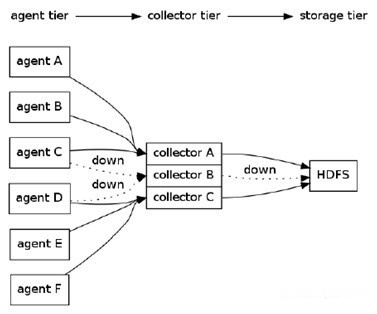 agent tier collector tier storage tier
agent A
agent B
agent C
down
down
agent D
agent E
agent F
collector A
collector B
collector C
down
HDFS